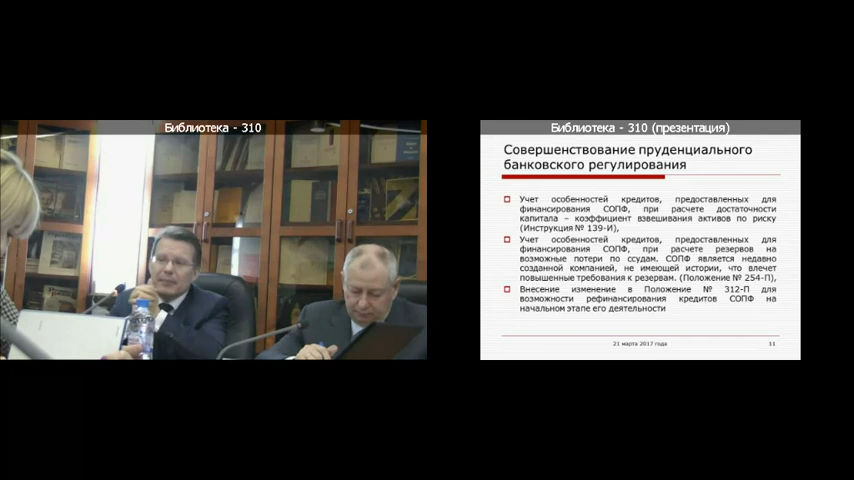 Библиотека - 310
Библиотека - 310 (презентация)
Совершенствование пруденциального
банковского регулирования
Учет особенностей кредитов, предоставленных для
финансирования СОПФ, при расчете достаточности
капитала – коэффициент взвешивания активов по риску
(Инструкция № 139-И),
Учет особенностей кредитов, предоставленных для
финансирования СОПФ, при расчете резервов на
возможные потери по ссудам. СОПФ является недавно
созданной компанией, не имеющей истории, что влечет
повышенные требования к резервам. (Положение № 254-П),
Внесение изменение в Положение № 312-П для
возможности рефинансирования кредитов СОПФ на
начальном этапе его деятельности
21 марта 2017 года
11